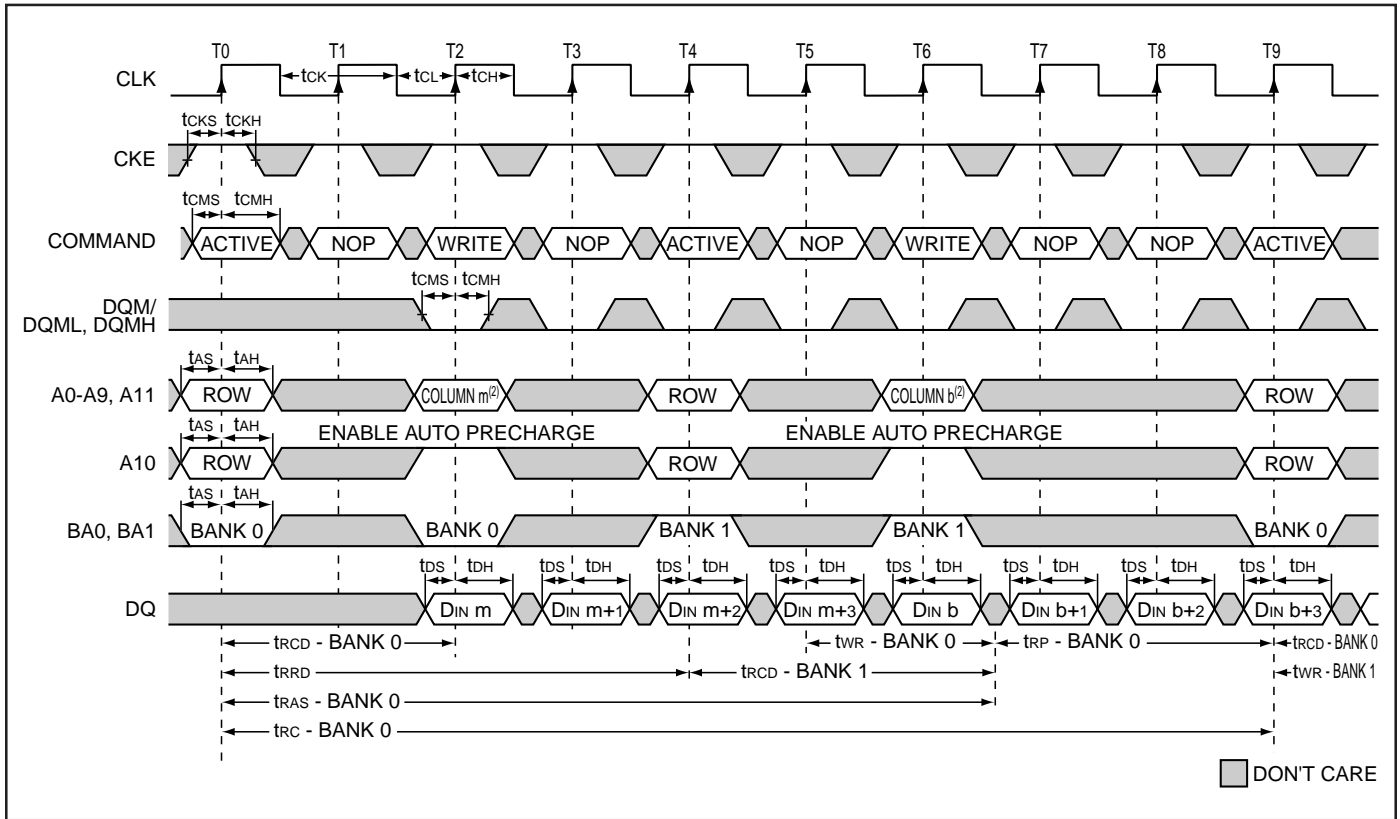 T0 T1 T2 T3 T4 T5 T6 T7 T8 T9
CLK tCK tCL tCH
tCKS tCKH
CKE
tCMS tCMH
COMMAND ACTIVE NOP WRITE NOP ACTIVE NOP WRITE NOP NOP ACTIVE
tCMS tCMH
DQM/
DQML, DQMH
tAS tAH
A0-A9, A11 ROW COLUMN m(2) ROW COLUMN b(2) ROW
tAS tAH ENABLE AUTO PRECHARGE ENABLE AUTO PRECHARGE
A10 ROW ROW ROW
tAS tAH
BA0, BA1 BANK 0 BANK 0 BANK 1 BANK 1 BANK 0
tDS tDH tDS tDH tDS tDH tDS tDH tDS tDH tDS tDH tDS tDH tDS tDH
DQ DIN m DIN m+1 DIN m+2 DIN m+3 DIN b DIN b+1 DIN b+2 DIN b+3
tRCD - BANK 0 tWR - BANK 0 tRP - BANK 0 tRCD - BANK 0
tRRD tRCD - BANK 1 tWR - BANK 1
tRAS - BANK 0
tRC - BANK 0
DON'T CARE